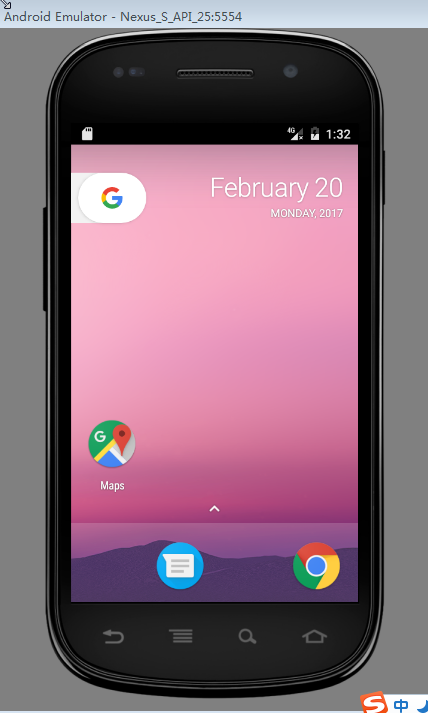 Android Emulator - Nexus_S_API_25:5554
4G
1:32
G
February 20
MONDAY, 2017
G
Maps
S 中